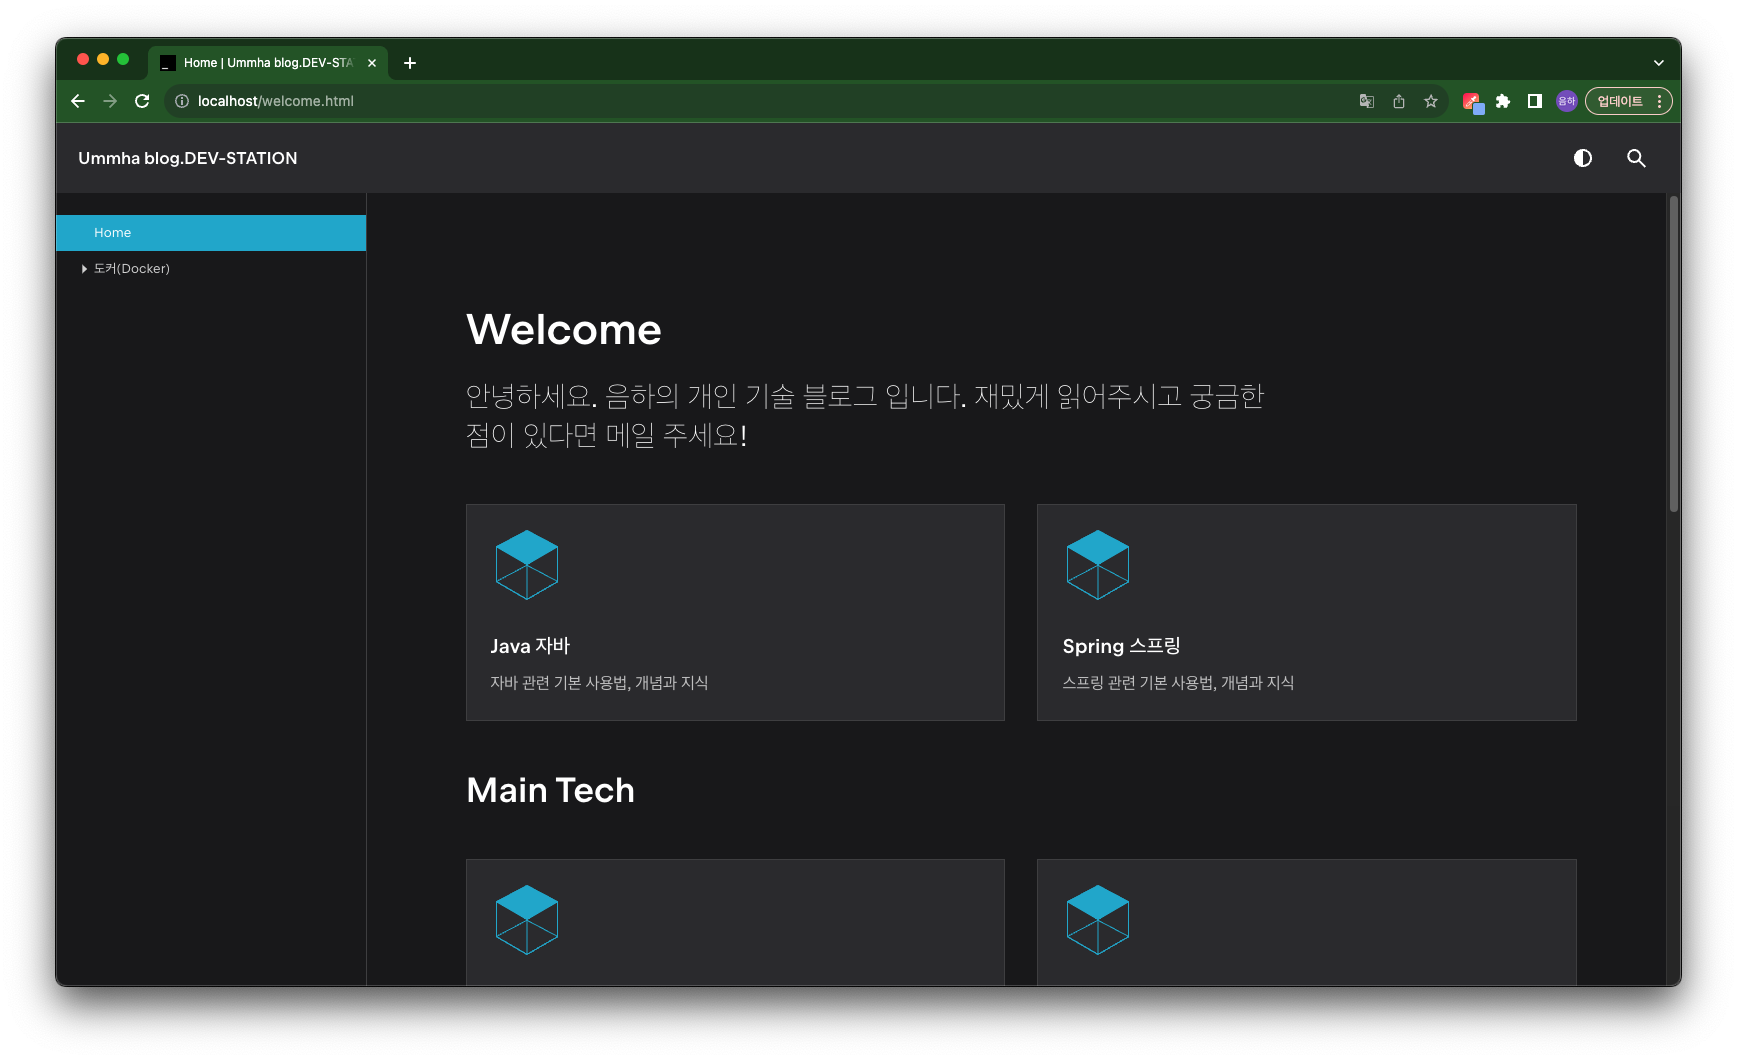 Home | Ummha blog.DEV-STA
localhost/welcome.html
음하
업데이트
Ummha blog.DEV-STATION
Home
도커(Docker)
Welcome
안녕하세요. 음하의 개인 기술 블로그 입니다. 재밌게 읽어주시고 궁금한
점이 있다면 메일 주세요!
Java 자바
자바 관련 기본 사용법, 개념과 지식
Spring 스프링
스프링 관련 기본 사용법, 개념과 지식
Main Tech